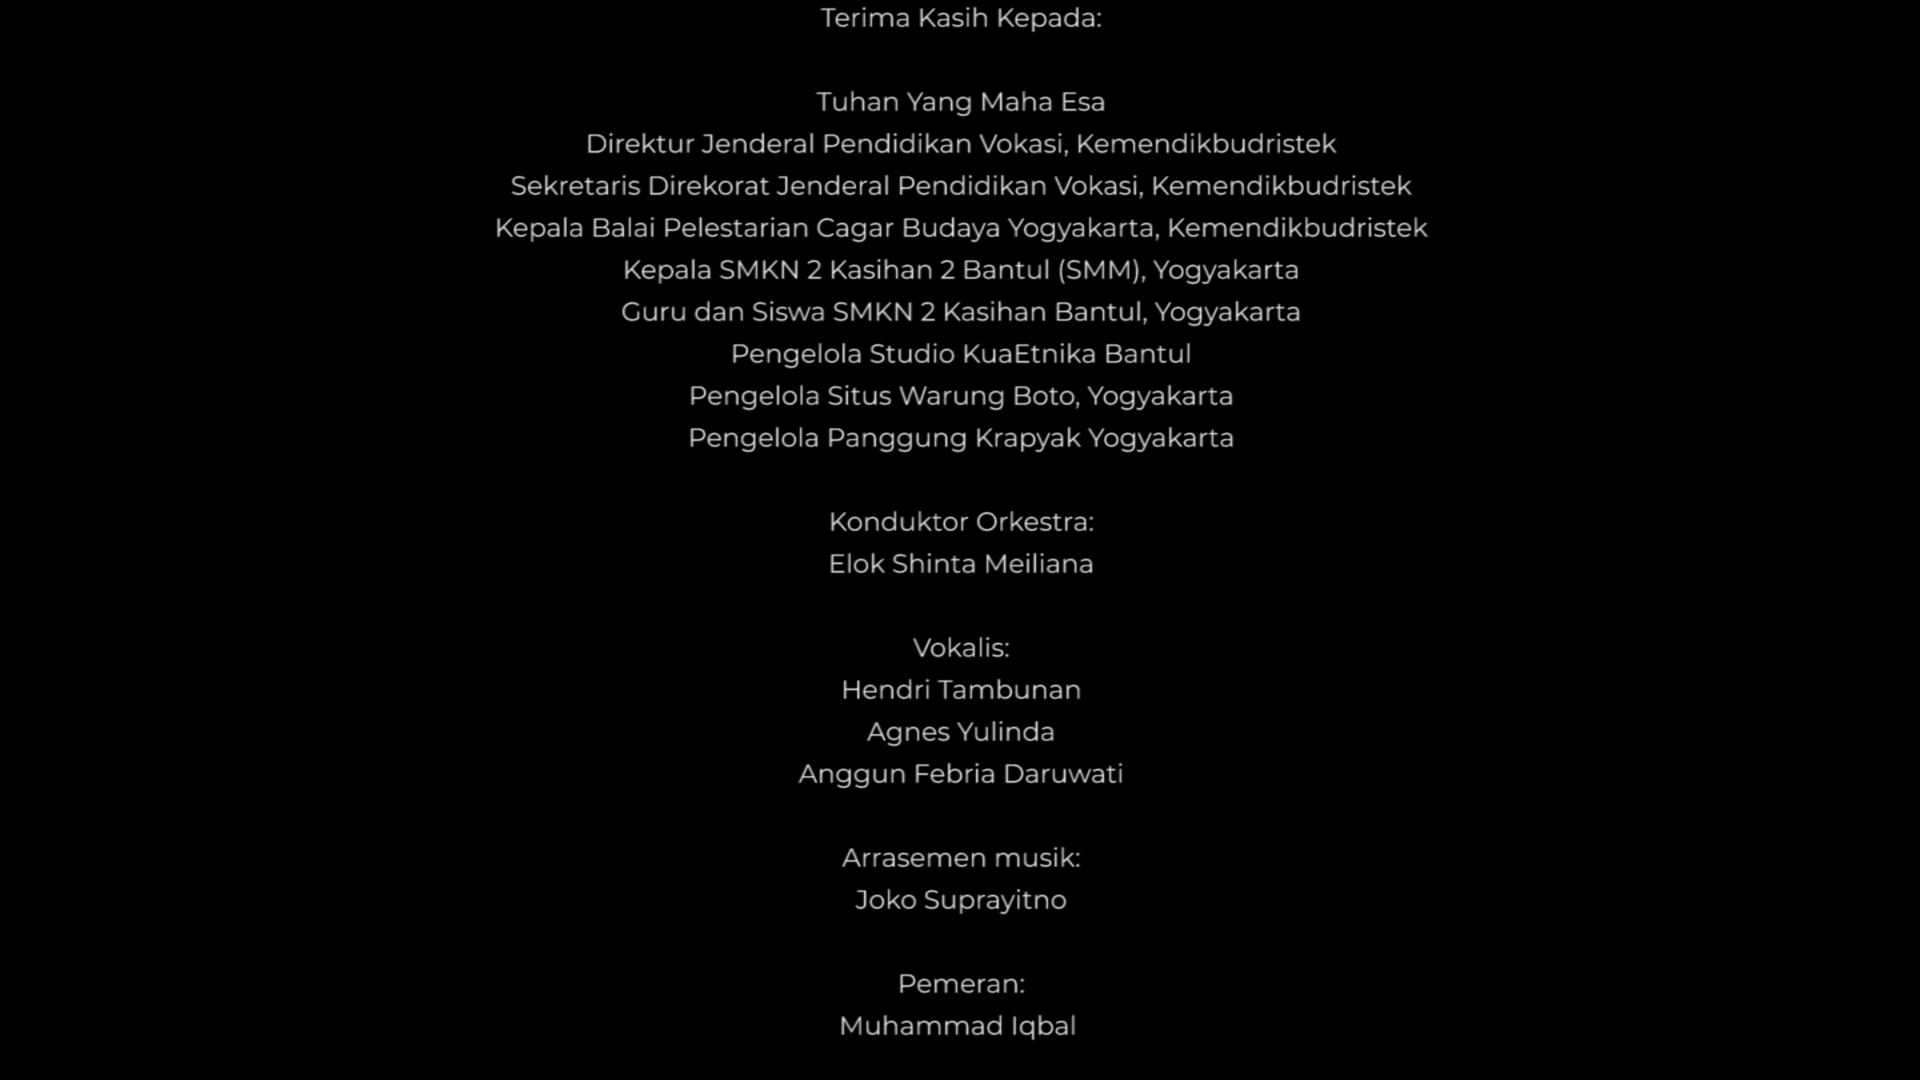 Terima Kasih Kepada:
Tuhan Yang Maha Esa
Direktur Jenderal Pendidikan Vokasi, Kemendikbudristek
Sekretaris Direkorat Jenderal Pendidikan Vokasi, Kemendikbudristek
Kepala Balai Pelestarian Cagar Budaya Yogyakarta, Kemendikbudristek
Kepala SMKN 2 Kasihan 2 Bantul (SMM), Yogyakarta
Guru dan Siswa SMKN 2 Kasihan Bantul, Yogyakarta
Pengelola Studio KuaEtnika Bantul
Pengelola Situs Warung Boto, Yogyakarta
Pengelola Panggung Krapyak Yogyakarta
Konduktor Orkestra:
Elok Shinta Meiliana
Vokalis:
Hendri Tambunan
Agnes Yulinda
Anggun Febria Daruwati
Arrasemen musik:
Joko Suprayitno
Pemeran:
Muhammad Iqbal